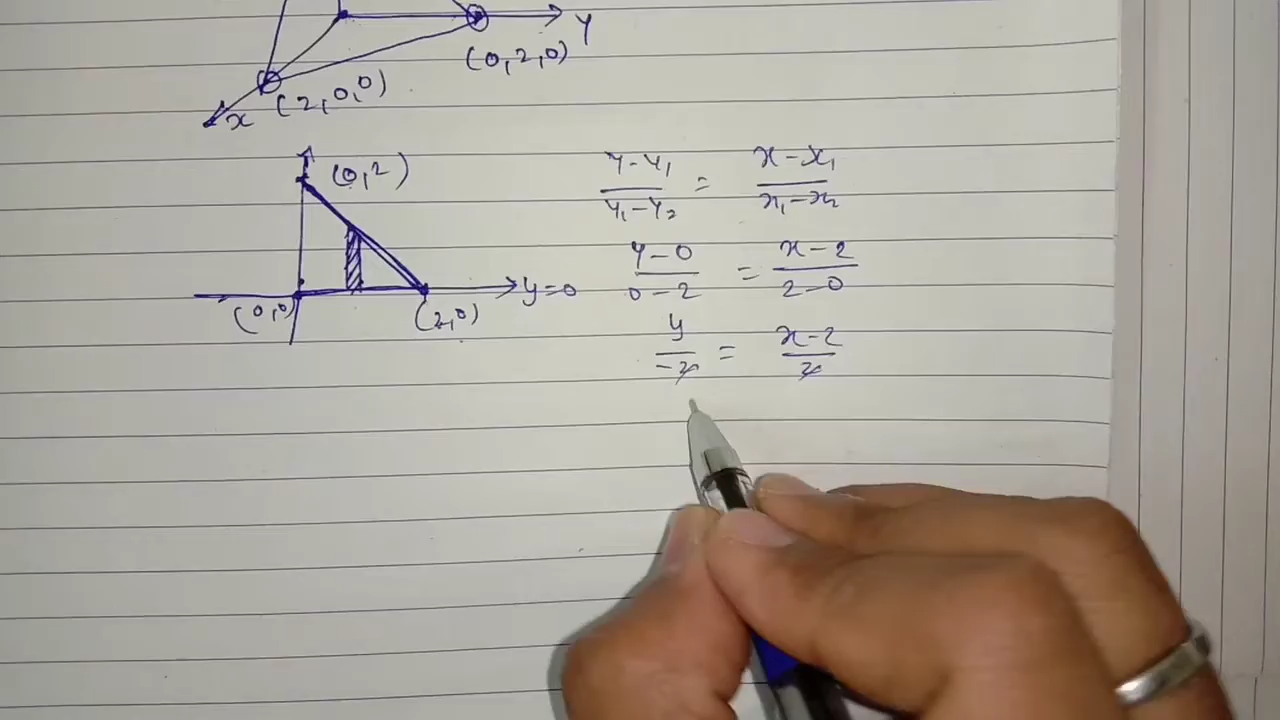 Y
(0,2,0)
(2,0,0)
x
(0,2)
y=0
(0,0)
(2,0)
Y-Y₁/Y₁-Y₂ = x-x₁/x₁-x₂
Y-0/0-2 = x-2/2-0
y/-2 = x-2/2